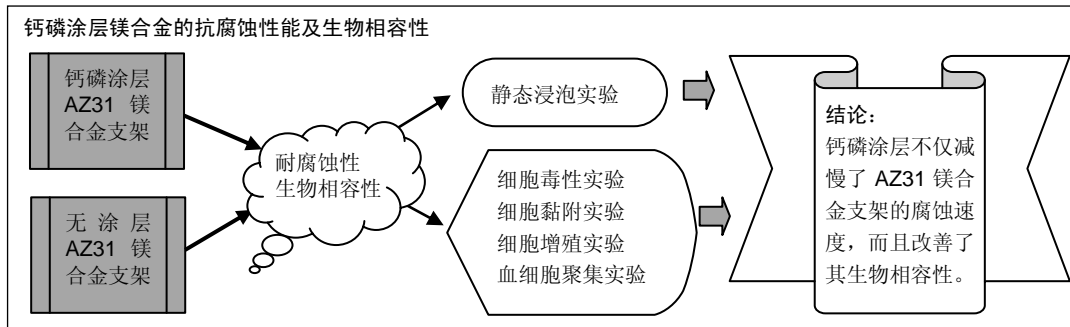 钙磷涂层镁合金的抗腐蚀性能及生物相容性
钙磷涂层
AZ31 镁
合金支架
无涂层
AZ31 镁
合金支架
耐腐蚀性
生物相容性
静态浸泡实验
细胞毒性实验
细胞黏附实验
细胞增殖实验
血细胞聚集实验
结论：
钙磷涂层不仅减
慢了 AZ31 镁合
金支架的腐蚀速
度，而且改善了
其生物相容性。